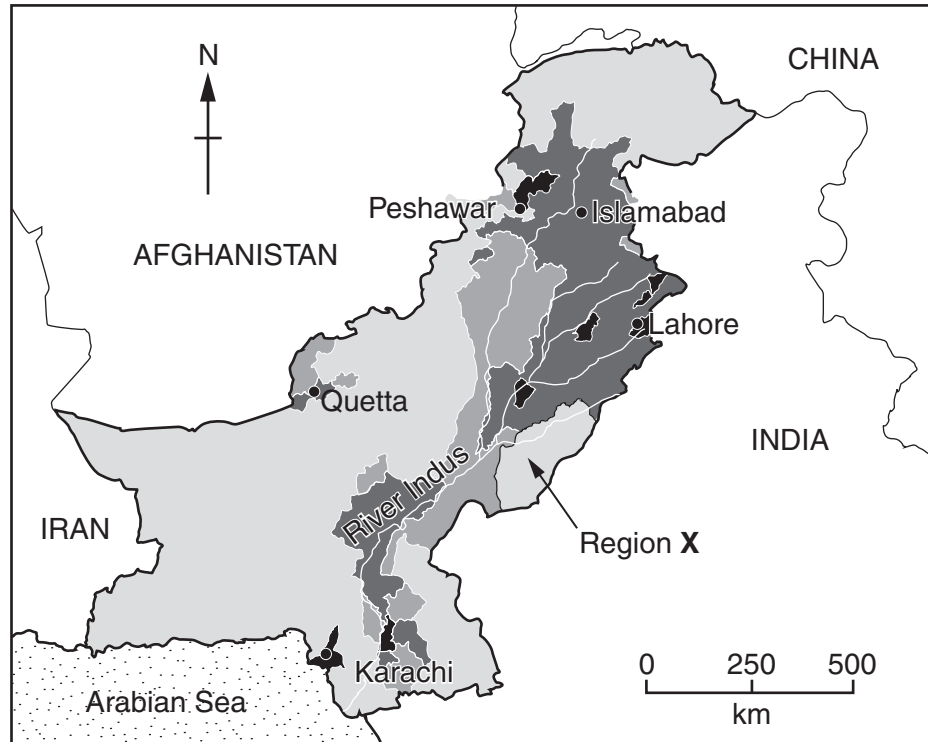 N
CHINA
Peshawar
Islamabad
AFGHANISTAN
Lahore
Quetta
INDIA
River Indus
IRAN
Region X
Karachi
0 250 500
km
Arabian Sea